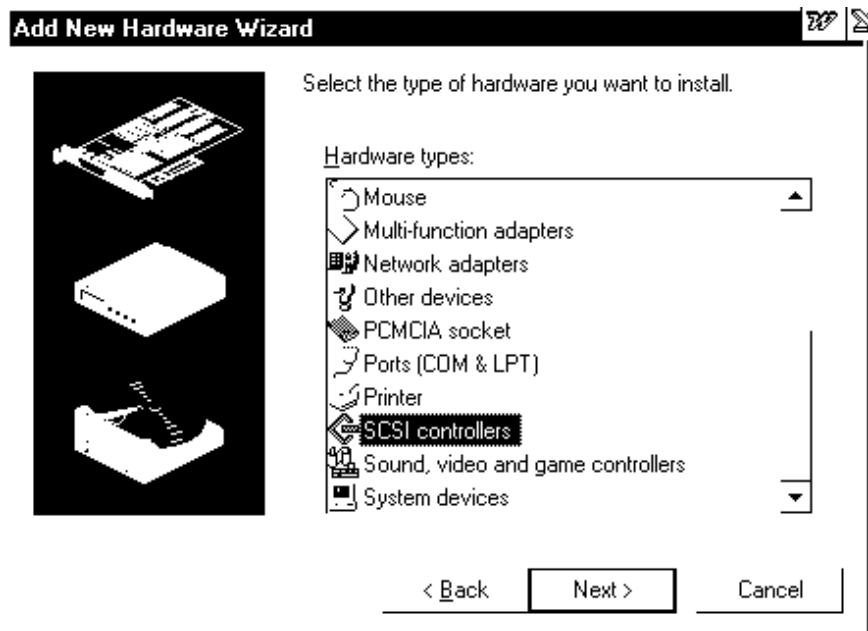 Add New Hardware Wizard
Select the type of hardware you want to install.
Hardware types:
Mouse
Multi-function adapters
Network adapters
Other devices
PCMCIA socket
Ports (COM & LPT)
Printer
SCSI controllers
Sound, video and game controllers
System devices
< Back Next > Cancel